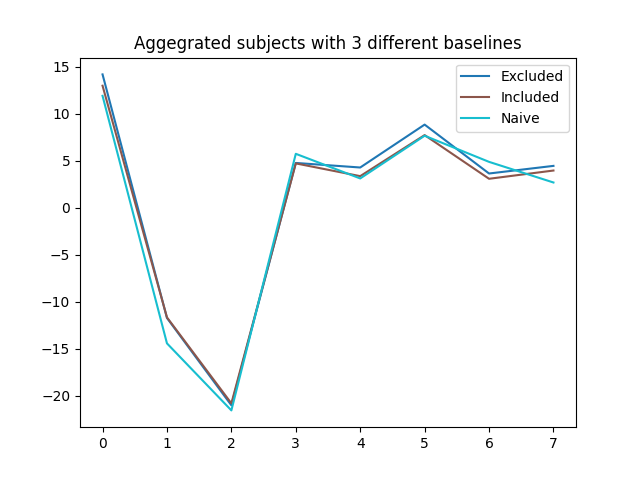 Aggegrated subjects with 3 different baselines
Excluded
Included
Naive
15
10
5
0
−5
−10
−15
−20
0 1 2 3 4 5 6 7